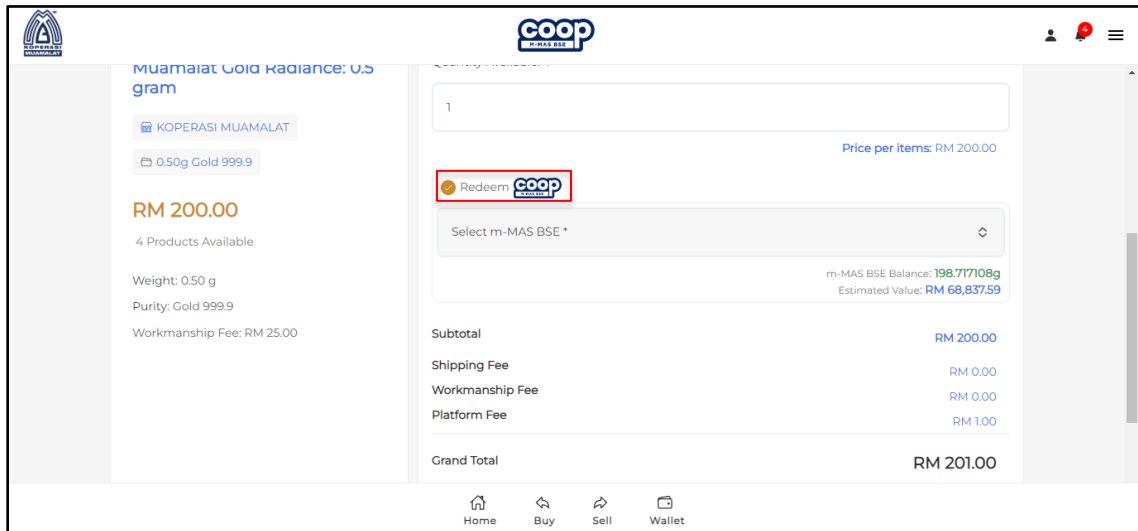 KOPERASI
MUAMALAT
coop
M-MAS BSE
4
Muamalat Gold Radiance: 0.5
gram
KOPERASI MUAMALAT
0.50g Gold 999.9
RM 200.00
4 Products Available
Weight: 0.50 g
Purity: Gold 999.9
Workmanship Fee: RM 25.00
1
Price per items: RM 200.00
Redeem coop
M-MAS BSE
Select m-MAS BSE *
m-MAS BSE Balance: 198.717108g
Estimated Value: RM 68,837.59
Subtotal RM 200.00
Shipping Fee RM 0.00
Workmanship Fee RM 0.00
Platform Fee RM 1.00
Grand Total RM 201.00
Home Buy Sell Wallet